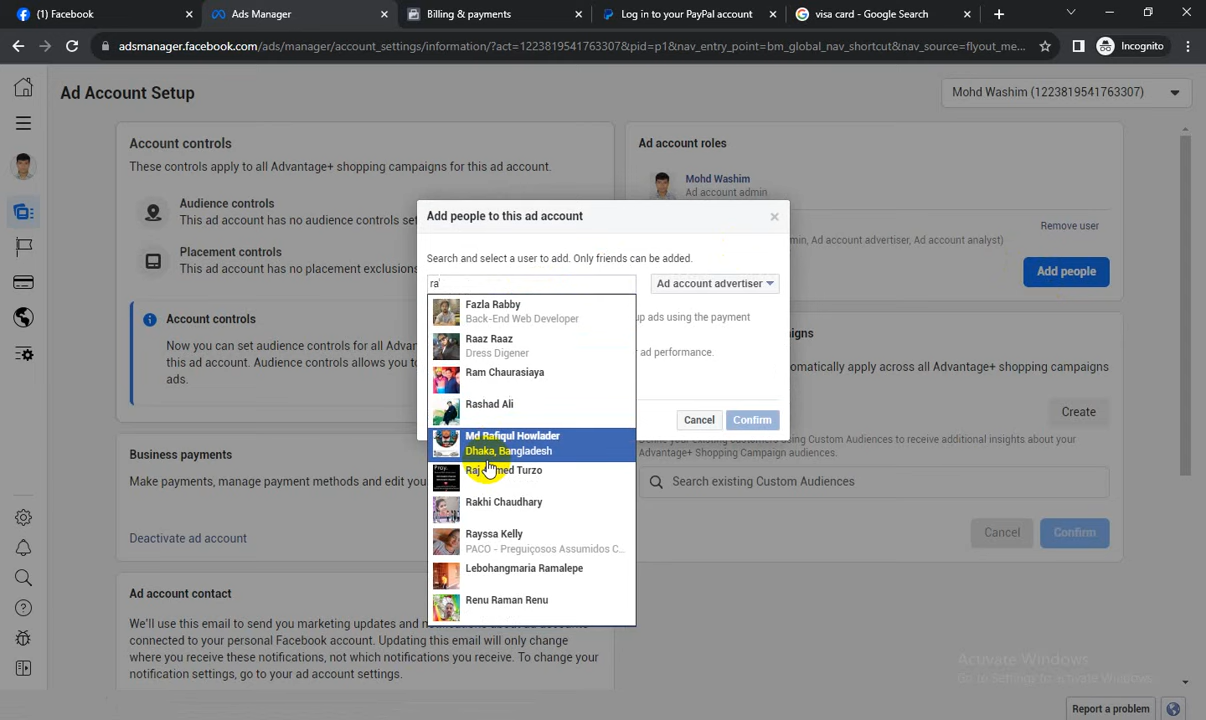 (1) Facebook
Ads Manager
Billing & payments
Log in to your PayPal account
visa card - Google Search
adsmanager.facebook.com/ads/manager/account_settings/information/?act=1223819541763307&pid=p1&nav_entry_point=bm_global_nav_shortcut&nav_source=flyout_me...
Incognito
Ad Account Setup
Mohd Washim (1223819541763307)
Account controls
These controls apply to all Advantage+ shopping campaigns for this ad account.
Audience controls
This ad account has no audience controls set
Placement controls
This ad account has no placement exclusions
Account controls
Now you can set audience controls for all Advar
this ad account. Audience controls allows you to
ads.
Business payments
Make payments, manage payment methods and edit you
Deactivate ad account
Ad account contact
We'll use this email to send you marketing updates and
connected to your personal Facebook account. Updating this email will only change
where you receive these notifications, not which notifications you receive. To change your
notification settings, go to your ad account settings.
Ad account roles
Mohd Washim
Ad account admin
min, Ad account advertiser, Ad account analyst)
Remove user
Add people
Add people to this ad account
Search and select a user to add. Only friends can be added.
ra
Ad account advertiser
up ads using the payment
ad performance.
Cancel
Confirm
Fazla Rabby
Back-End Web Developer
Raaz Raaz
Dress Digener
Ram Chaurasiaya
Rashad Ali
Md Rafiqul Howlader
Dhaka, Bangladesh
Raj Turzo
Rakhi Chaudhary
Rayssa Kelly
PACO - Preguiçosos Assumidos C...
Lebohangmaria Ramalepe
Renu Raman Renu
igns
omatically apply across all Advantage+ shopping campaigns
Create
Define your existing customers using Custom Audiences to receive additional insights about your
Advantage+ Shopping Campaign audiences.
Search existing Custom Audiences
Cancel
Confirm
Activate Windows
Go to Settings to activate Windows.
Report a problem